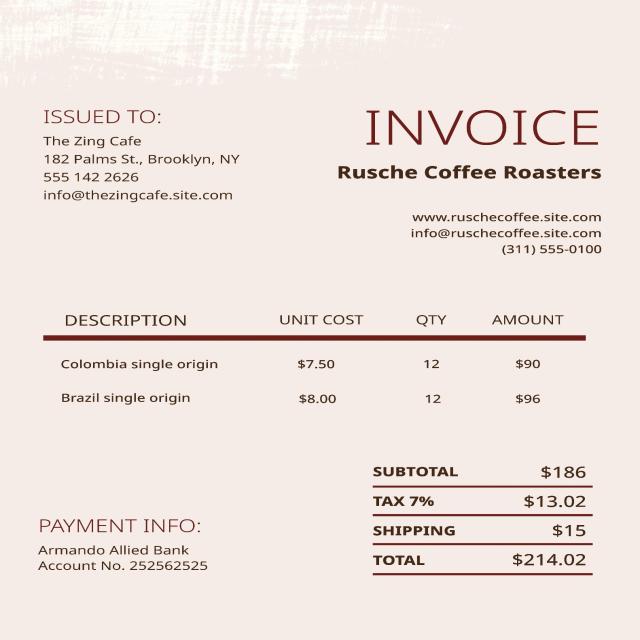 ISSUED TO:
The Zing Cafe
182 Palms St., Brooklyn, NY
555 142 2626
info@thezingcafe.site.com
INVOICE
Rusche Coffee Roasters
www.ruschecoffee.site.com
info@ruschecoffee.site.com
(311) 555-0100
DESCRIPTION UNIT COST QTY AMOUNT
Colombia single origin $7.50 12 $90
Brazil single origin $8.00 12 $96
SUBTOTAL $186
TAX 7% $13.02
SHIPPING $15
TOTAL $214.02
PAYMENT INFO:
Armando Allied Bank
Account No. 252562525